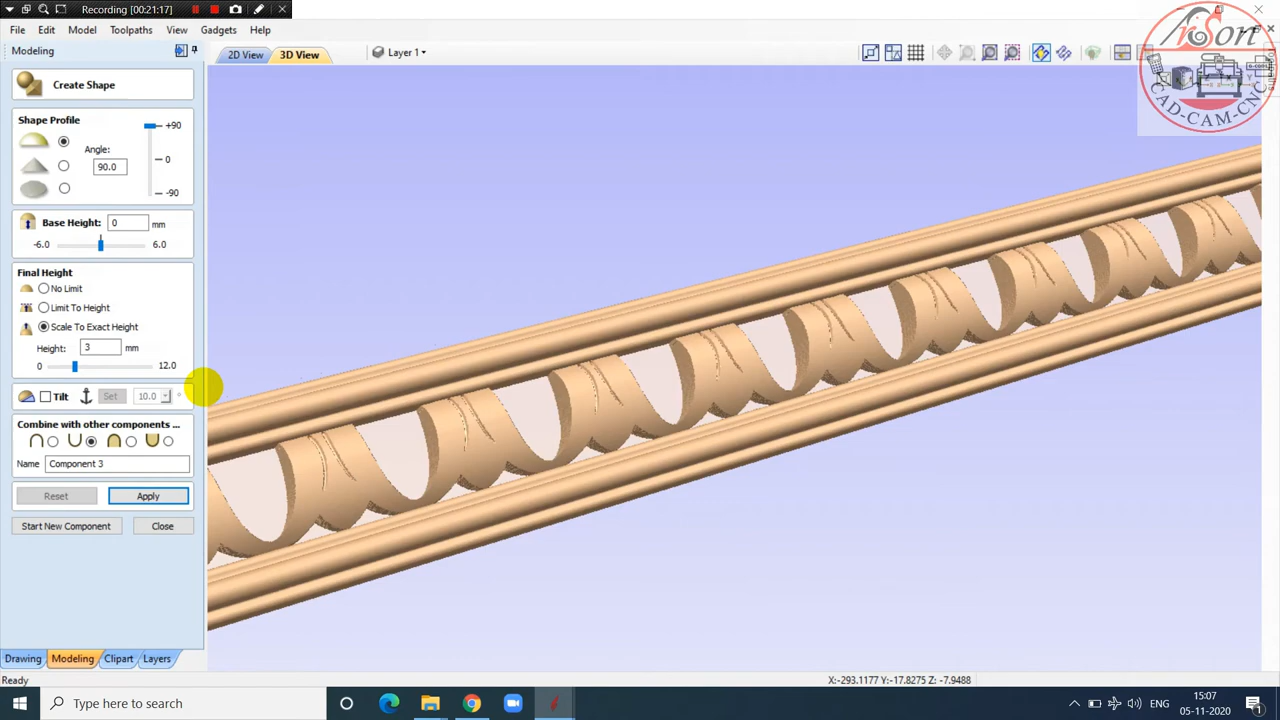 Recording [00:21:17]
File Edit Model Toolpaths View Gadgets Help
Modeling
2D View 3D View Layer 1
Create Shape
Shape Profile
+90
Angle:
0
90.0
-90
Base Height: 0 mm
-6.0 6.0
Final Height
No Limit
Limit To Height
Scale To Exact Height
Height: 3 mm
0 12.0
Tilt Set 10.0 °
Combine with other components ...
Name Component 3
Reset Apply
Start New Component Close
Drawing Modeling Clipart Layers
Ready
X:-293.1177 Y:-17.8275 Z: -7.9488
Type here to search
ENG
15:07
05-11-2020
1
CAD-CAM-CNC